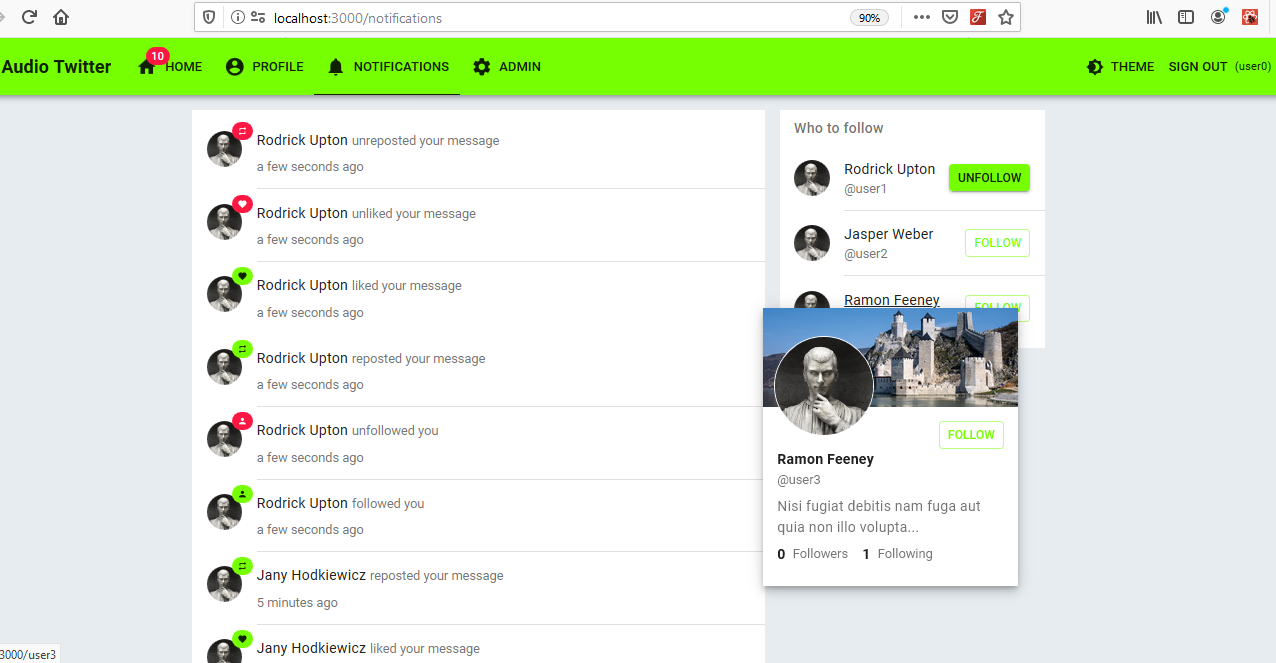 localhost:3000/notifications
90%
Audio Twitter
10
HOME
PROFILE
NOTIFICATIONS
ADMIN
THEME
SIGN OUT (user0)
Rodrick Upton unreposted your message
a few seconds ago
Rodrick Upton unliked your message
a few seconds ago
Rodrick Upton liked your message
a few seconds ago
Rodrick Upton reposted your message
a few seconds ago
Rodrick Upton unfollowed you
a few seconds ago
Rodrick Upton followed you
a few seconds ago
Jany Hodkiewicz reposted your message
5 minutes ago
Jany Hodkiewicz liked your message
Who to follow
Rodrick Upton
@user1
UNFOLLOW
Jasper Weber
@user2
FOLLOW
Ramon Feeney
FOLLOW
FOLLOW
Ramon Feeney
@user3
Nisi fugiat debitis nam fuga aut
quia non illo volupta...
0 Followers 1 Following
3000/user3